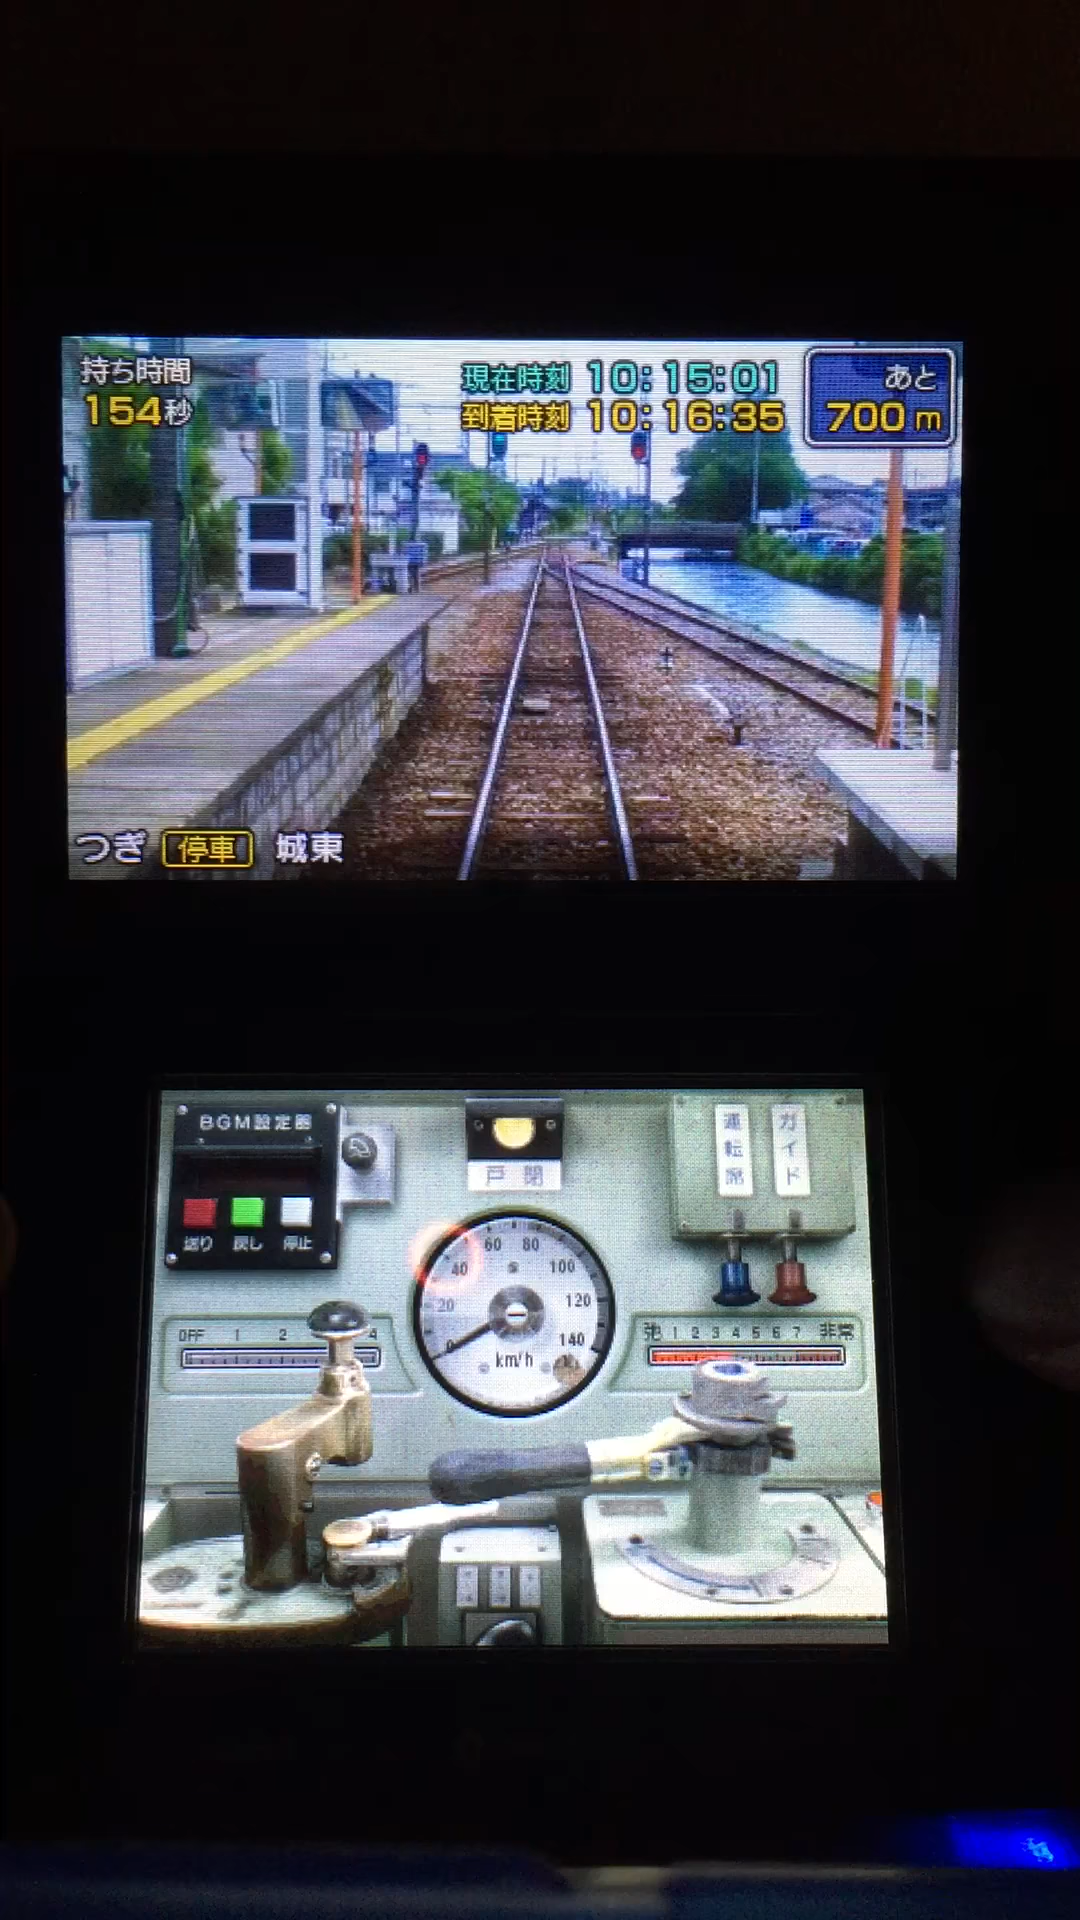 持ち時間
154秒
現在時刻 10:15:01
到着時刻 10:16:35
あと
700m
つぎ 停車 城東
BGM設定器
送り 戻し 停止
戸閉
運転席
ガイド
OFF 1 2 4
0 20 40 60 80 100 120 140
km/h
弛 1 2 3 4 5 6 7 非常